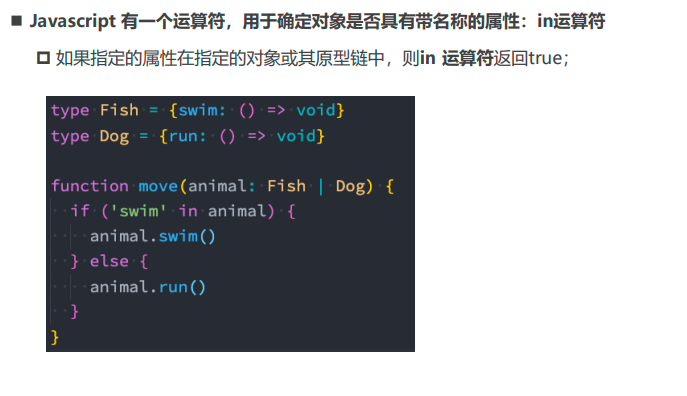 Javascript 有一个运算符，用于确定对象是否具有带名称的属性：in运算符
如果指定的属性在指定的对象或其原型链中，则in 运算符返回true；
type Fish = {swim: () => void}
type Dog = {run: () => void}
function move(animal: Fish | Dog) {
  if ('swim' in animal) {
    animal.swim()
  } else {
    animal.run()
  }
}